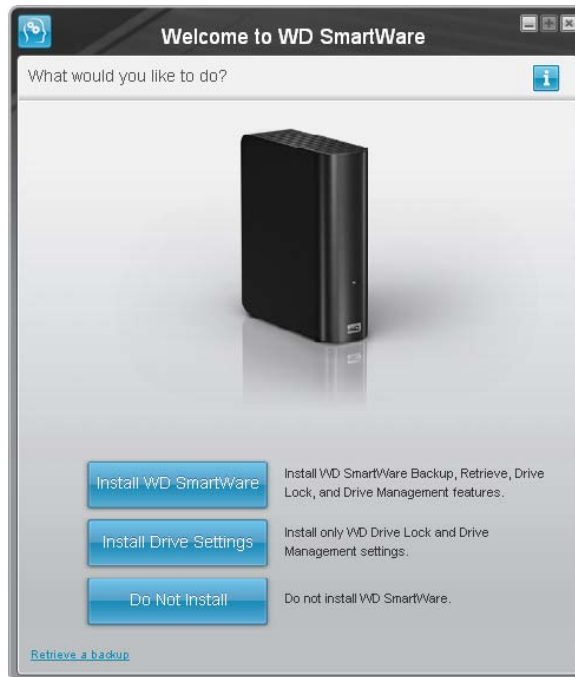 Welcome to WD SmartWare
What would you like to do?
i
WD
Install WD SmartWare
Install WD SmartWare Backup, Retrieve, Drive
Lock, and Drive Management features.
Install Drive Settings
Install only WD Drive Lock and Drive
Management settings.
Do Not Install
Do not install WD SmartWare.
Retrieve a backup